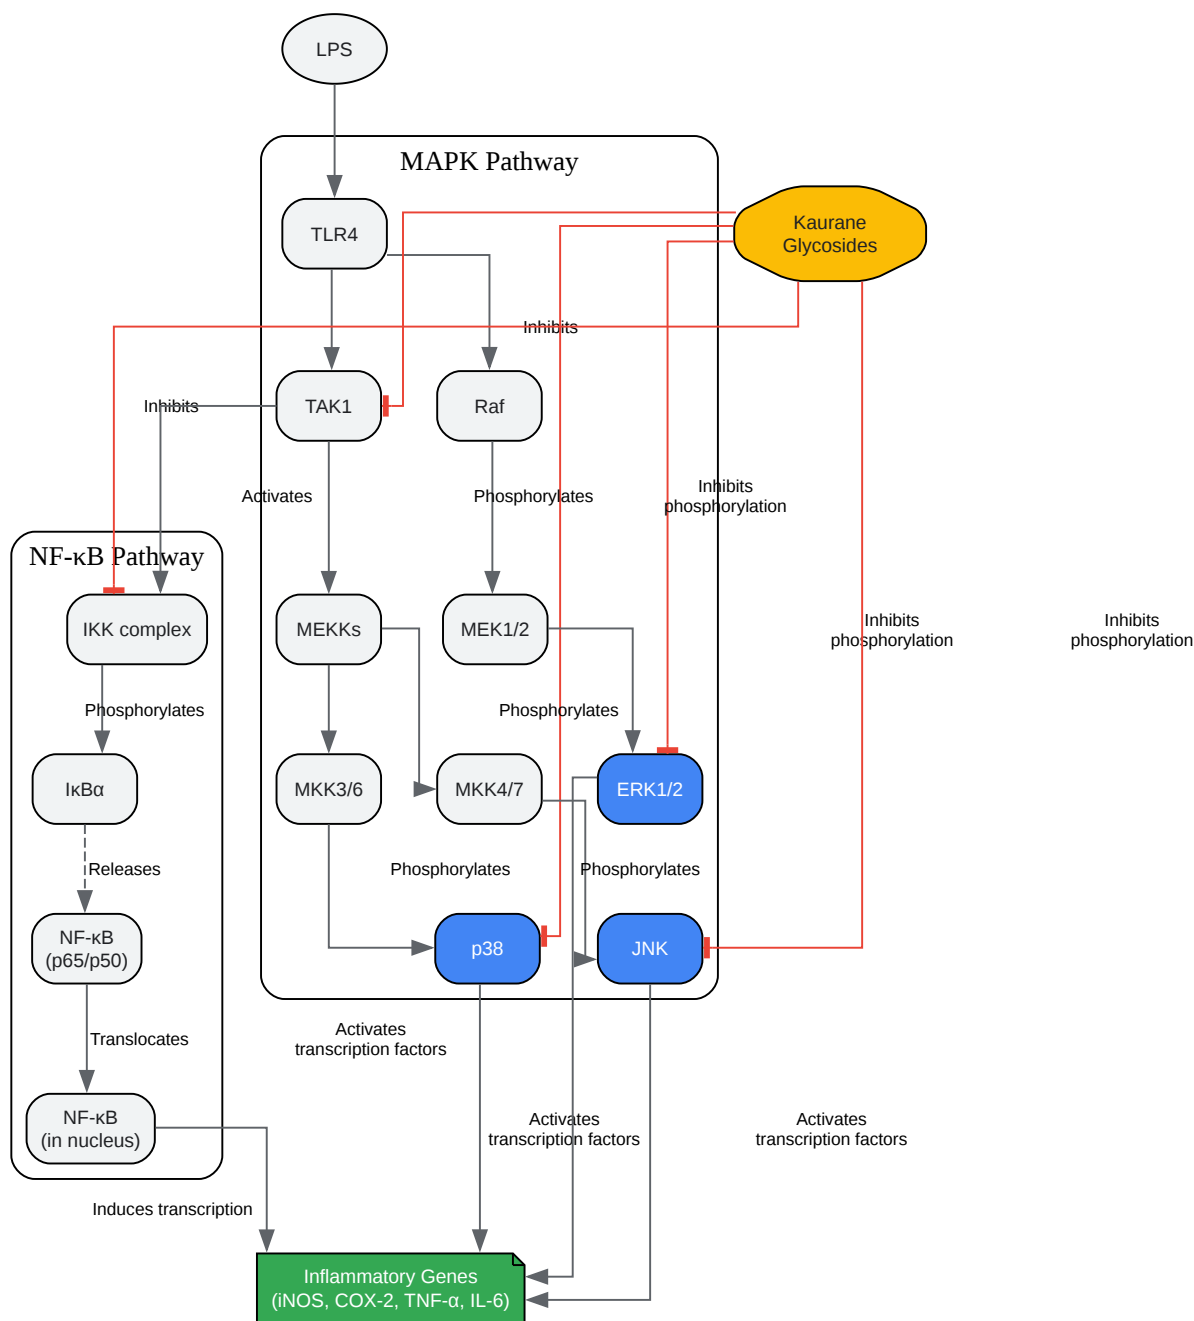 LPS
MAPK Pathway
TLR4
Kaurane
Glycosides
Inhibits
Inhibits
TAK1
Raf
Activates
Phosphorylates
Inhibits
phosphorylation
NF-κB Pathway
IKK complex
MEKKs
MEK1/2
Inhibits
phosphorylation
Inhibits
phosphorylation
Phosphorylates
Phosphorylates
IκBα
MKK3/6
MKK4/7
ERK1/2
Releases
Phosphorylates
Phosphorylates
NF-κB
(p65/p50)
p38
JNK
Translocates
Activates
transcription factors
NF-κB
(in nucleus)
Activates
transcription factors
Activates
transcription factors
Induces transcription
Inflammatory Genes
(iNOS, COX-2, TNF-α, IL-6)